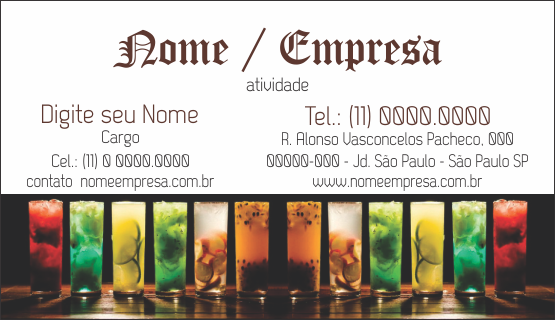 Nome / Empresa
atividade
Digite seu Nome
Cargo
Cel.: (11) 0 0000.0000
contato nomeempresa.com.br
Tel.: (11) 0000.0000
R. Alonso Vasconcelos Pacheco, 000
00000-000 - Jd. São Paulo - São Paulo SP
www.nomeempresa.com.br